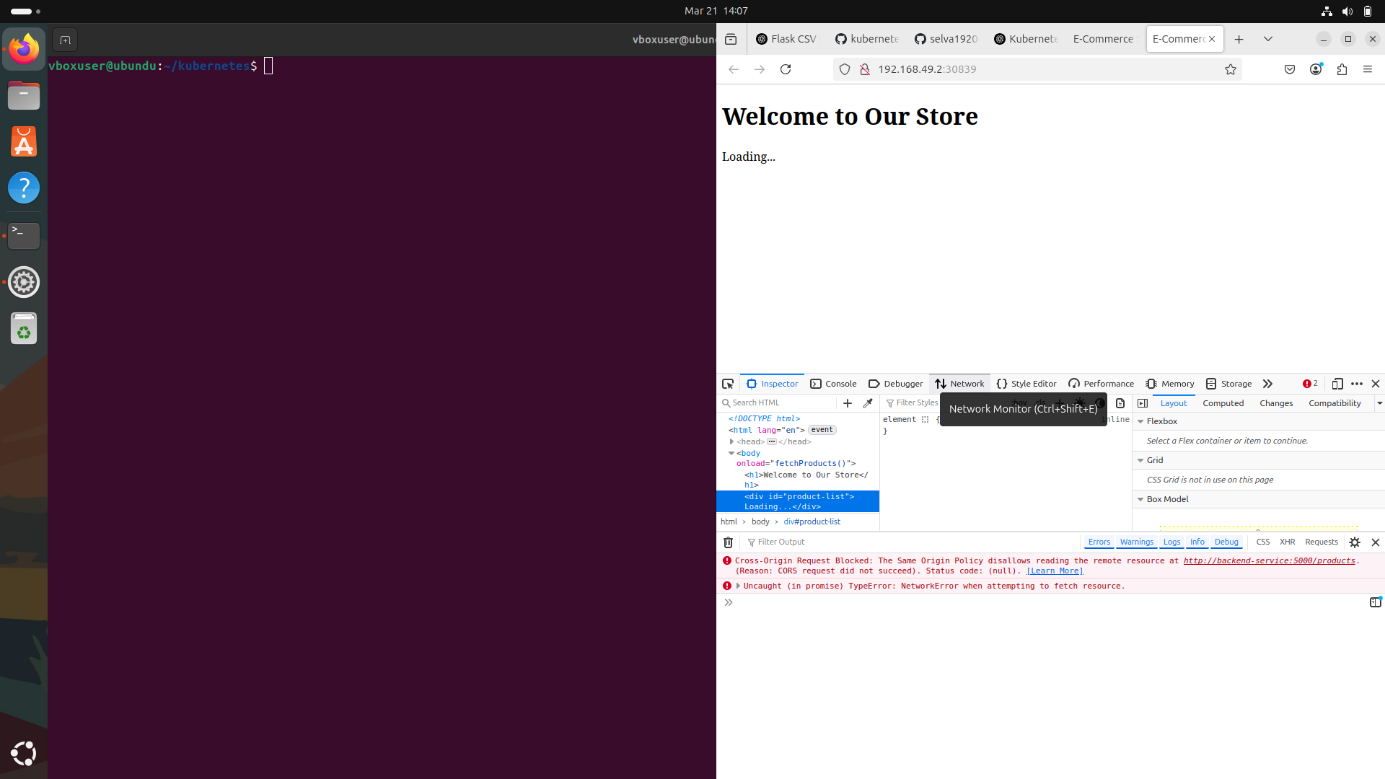 Mar 21 14:07
vboxuser@ubun
vboxuser@ubundu:~/kubernetes$
Flask CSV
kubernete
selva1920
Kubernete
E-Commerce
E-Commerc
192.168.49.2:30839
Welcome to Our Store
Loading...
Inspector
Console
Debugger
Network
Style Editor
Performance
Memory
Storage
2
Search HTML
Filter Styles
Layout
Computed
Changes
Compatibility
Network Monitor (Ctrl+Shift+E)
<!DOCTYPE html>
<html lang="en"> event
<head> </head>
<body
onload="fetchProducts()">
<h1>Welcome to Our Store</
h1>
<div id="product-list">
Loading...</div>
html › body › div#product-list
element {
inline
}
Flexbox
Select a Flex container or item to continue.
Grid
CSS Grid is not in use on this page
Box Model
Filter Output
Errors
Warnings
Logs
Info
Debug
CSS
XHR
Requests
Cross-Origin Request Blocked: The Same Origin Policy disallows reading the remote resource at http://backend-service:5000/products.
(Reason: CORS request did not succeed). Status code: (null). [Learn More]
Uncaught (in promise) TypeError: NetworkError when attempting to fetch resource.